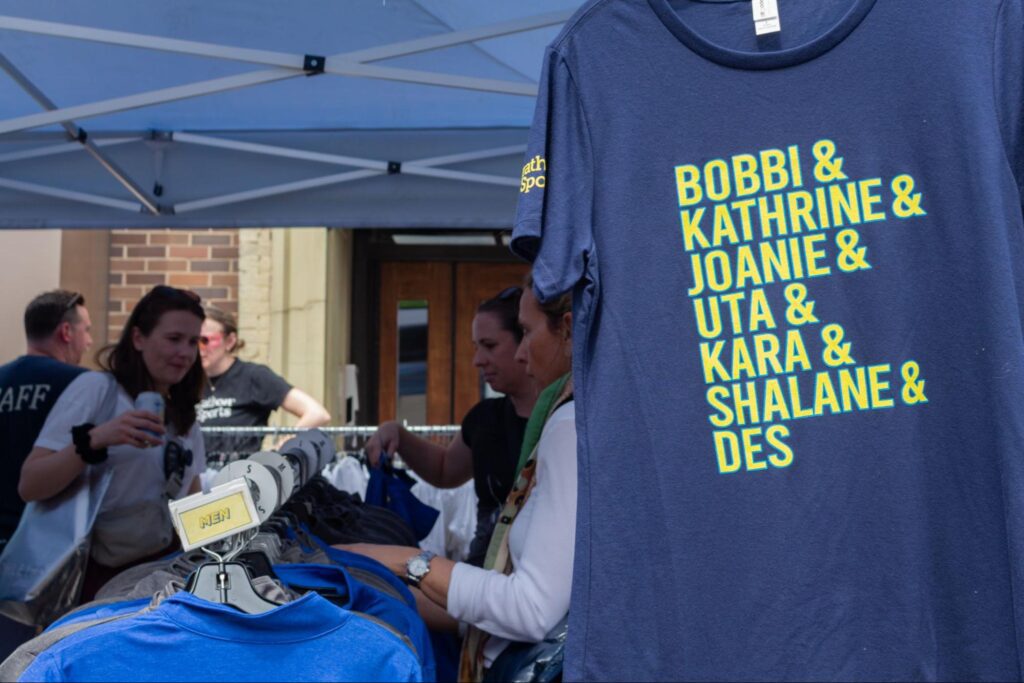 BOBBI &
KATHRINE &
JOANIE &
UTA &
KARA &
SHALANE &
DES
MEN
S
M